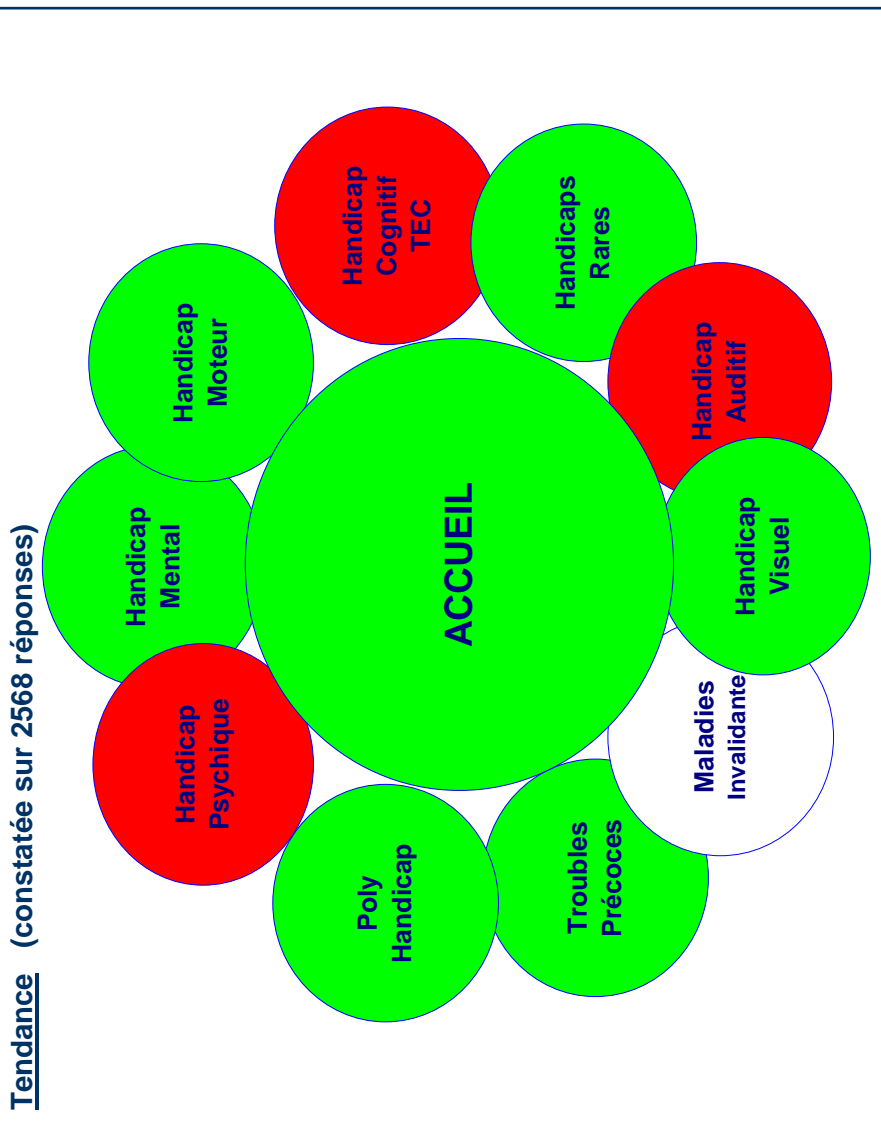 Tendance (constatée sur 2568 réponses)
Handicap
Mental
Handicap
Moteur
Handicap
Cognitif
TEC
Handicaps
Rares
Handicap
Auditif
Handicap
Visuel
Maladies
Invalidante
Troubles
Précoces
Poly
Handicap
Handicap
Psychique
ACCUEIL